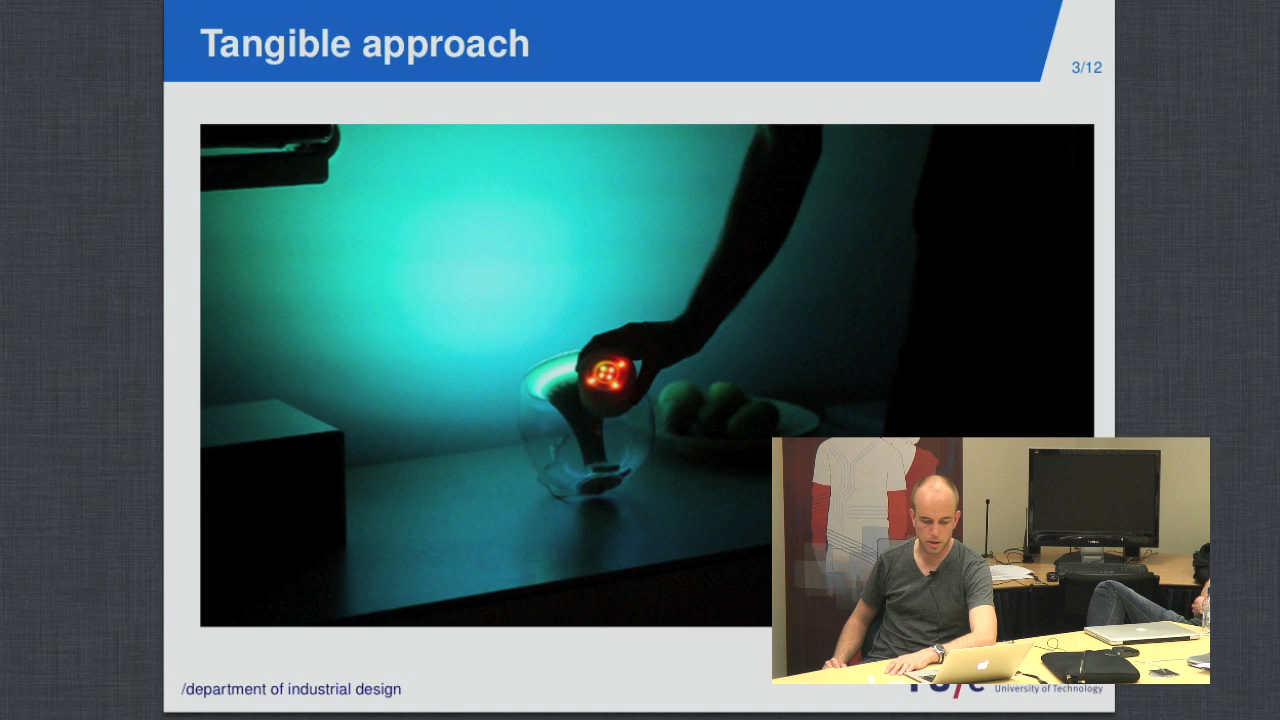 Tangible approach
3/12
/department of industrial design
University of Technology